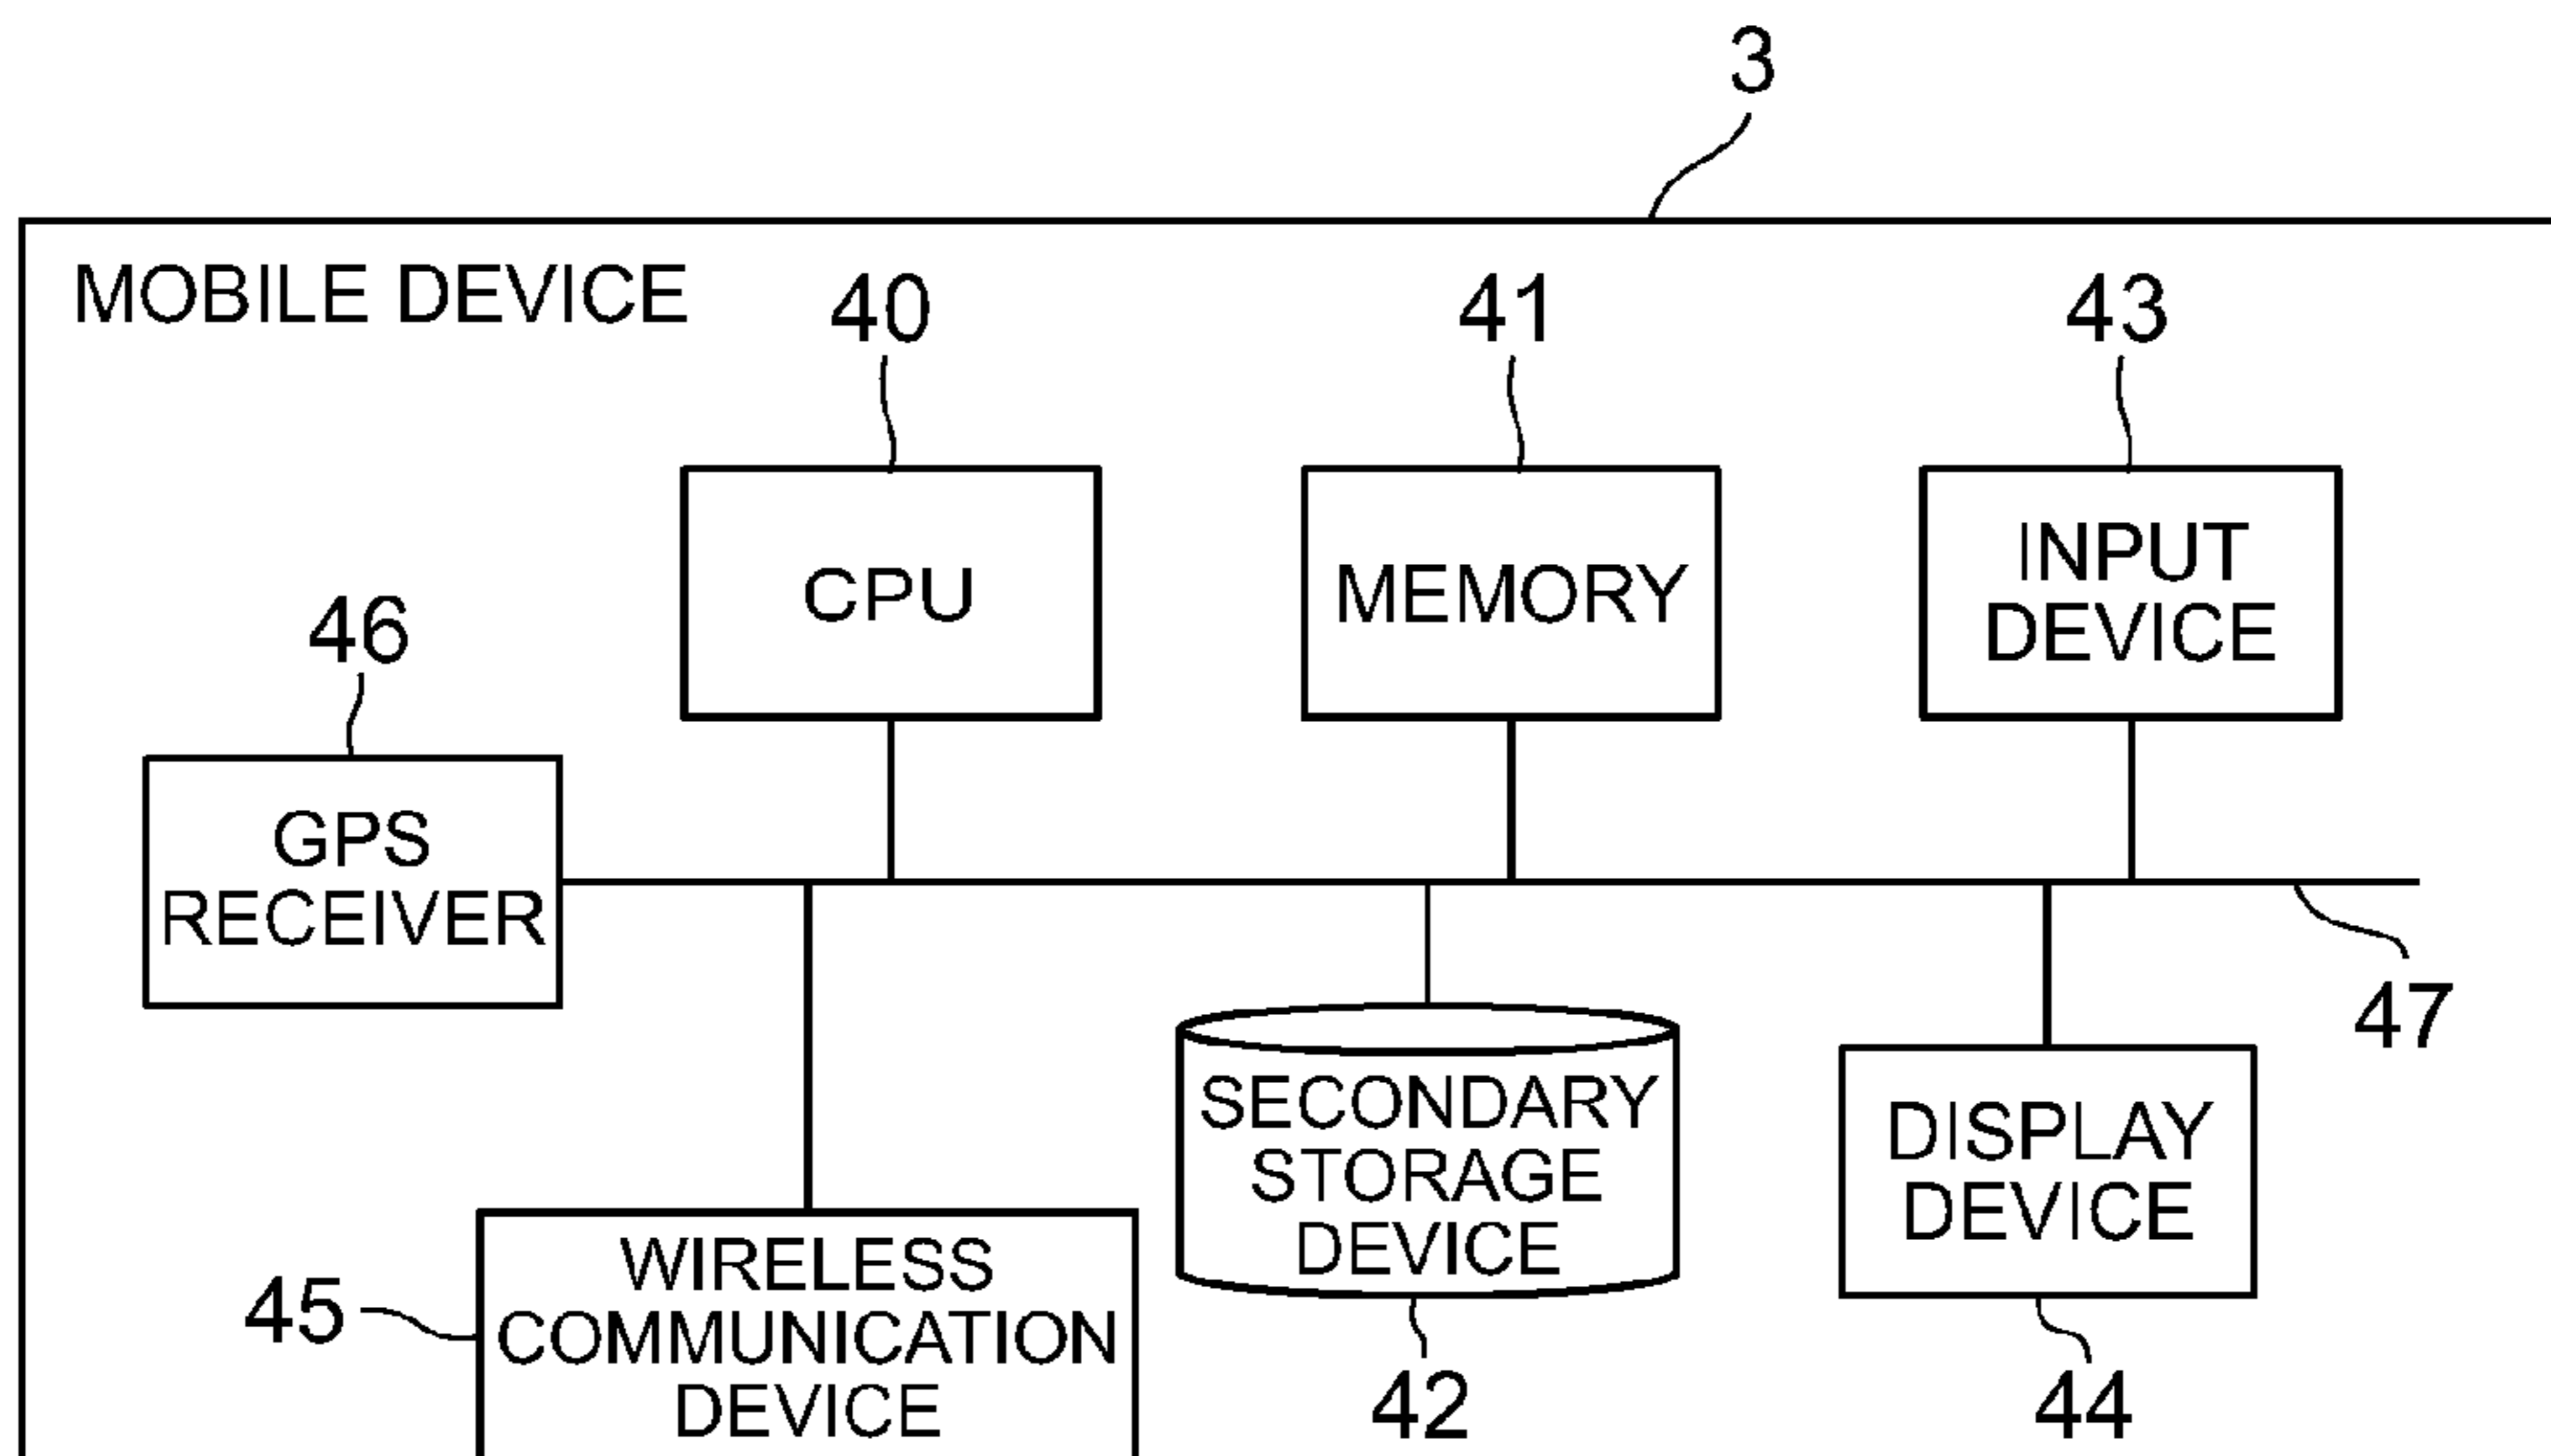 3
MOBILE DEVICE
40
41
43
CPU
MEMORY
INPUT
DEVICE
46
GPS
RECEIVER
47
SECONDARY
STORAGE
DEVICE
DISPLAY
DEVICE
45
WIRELESS
COMMUNICATION
DEVICE
42
44